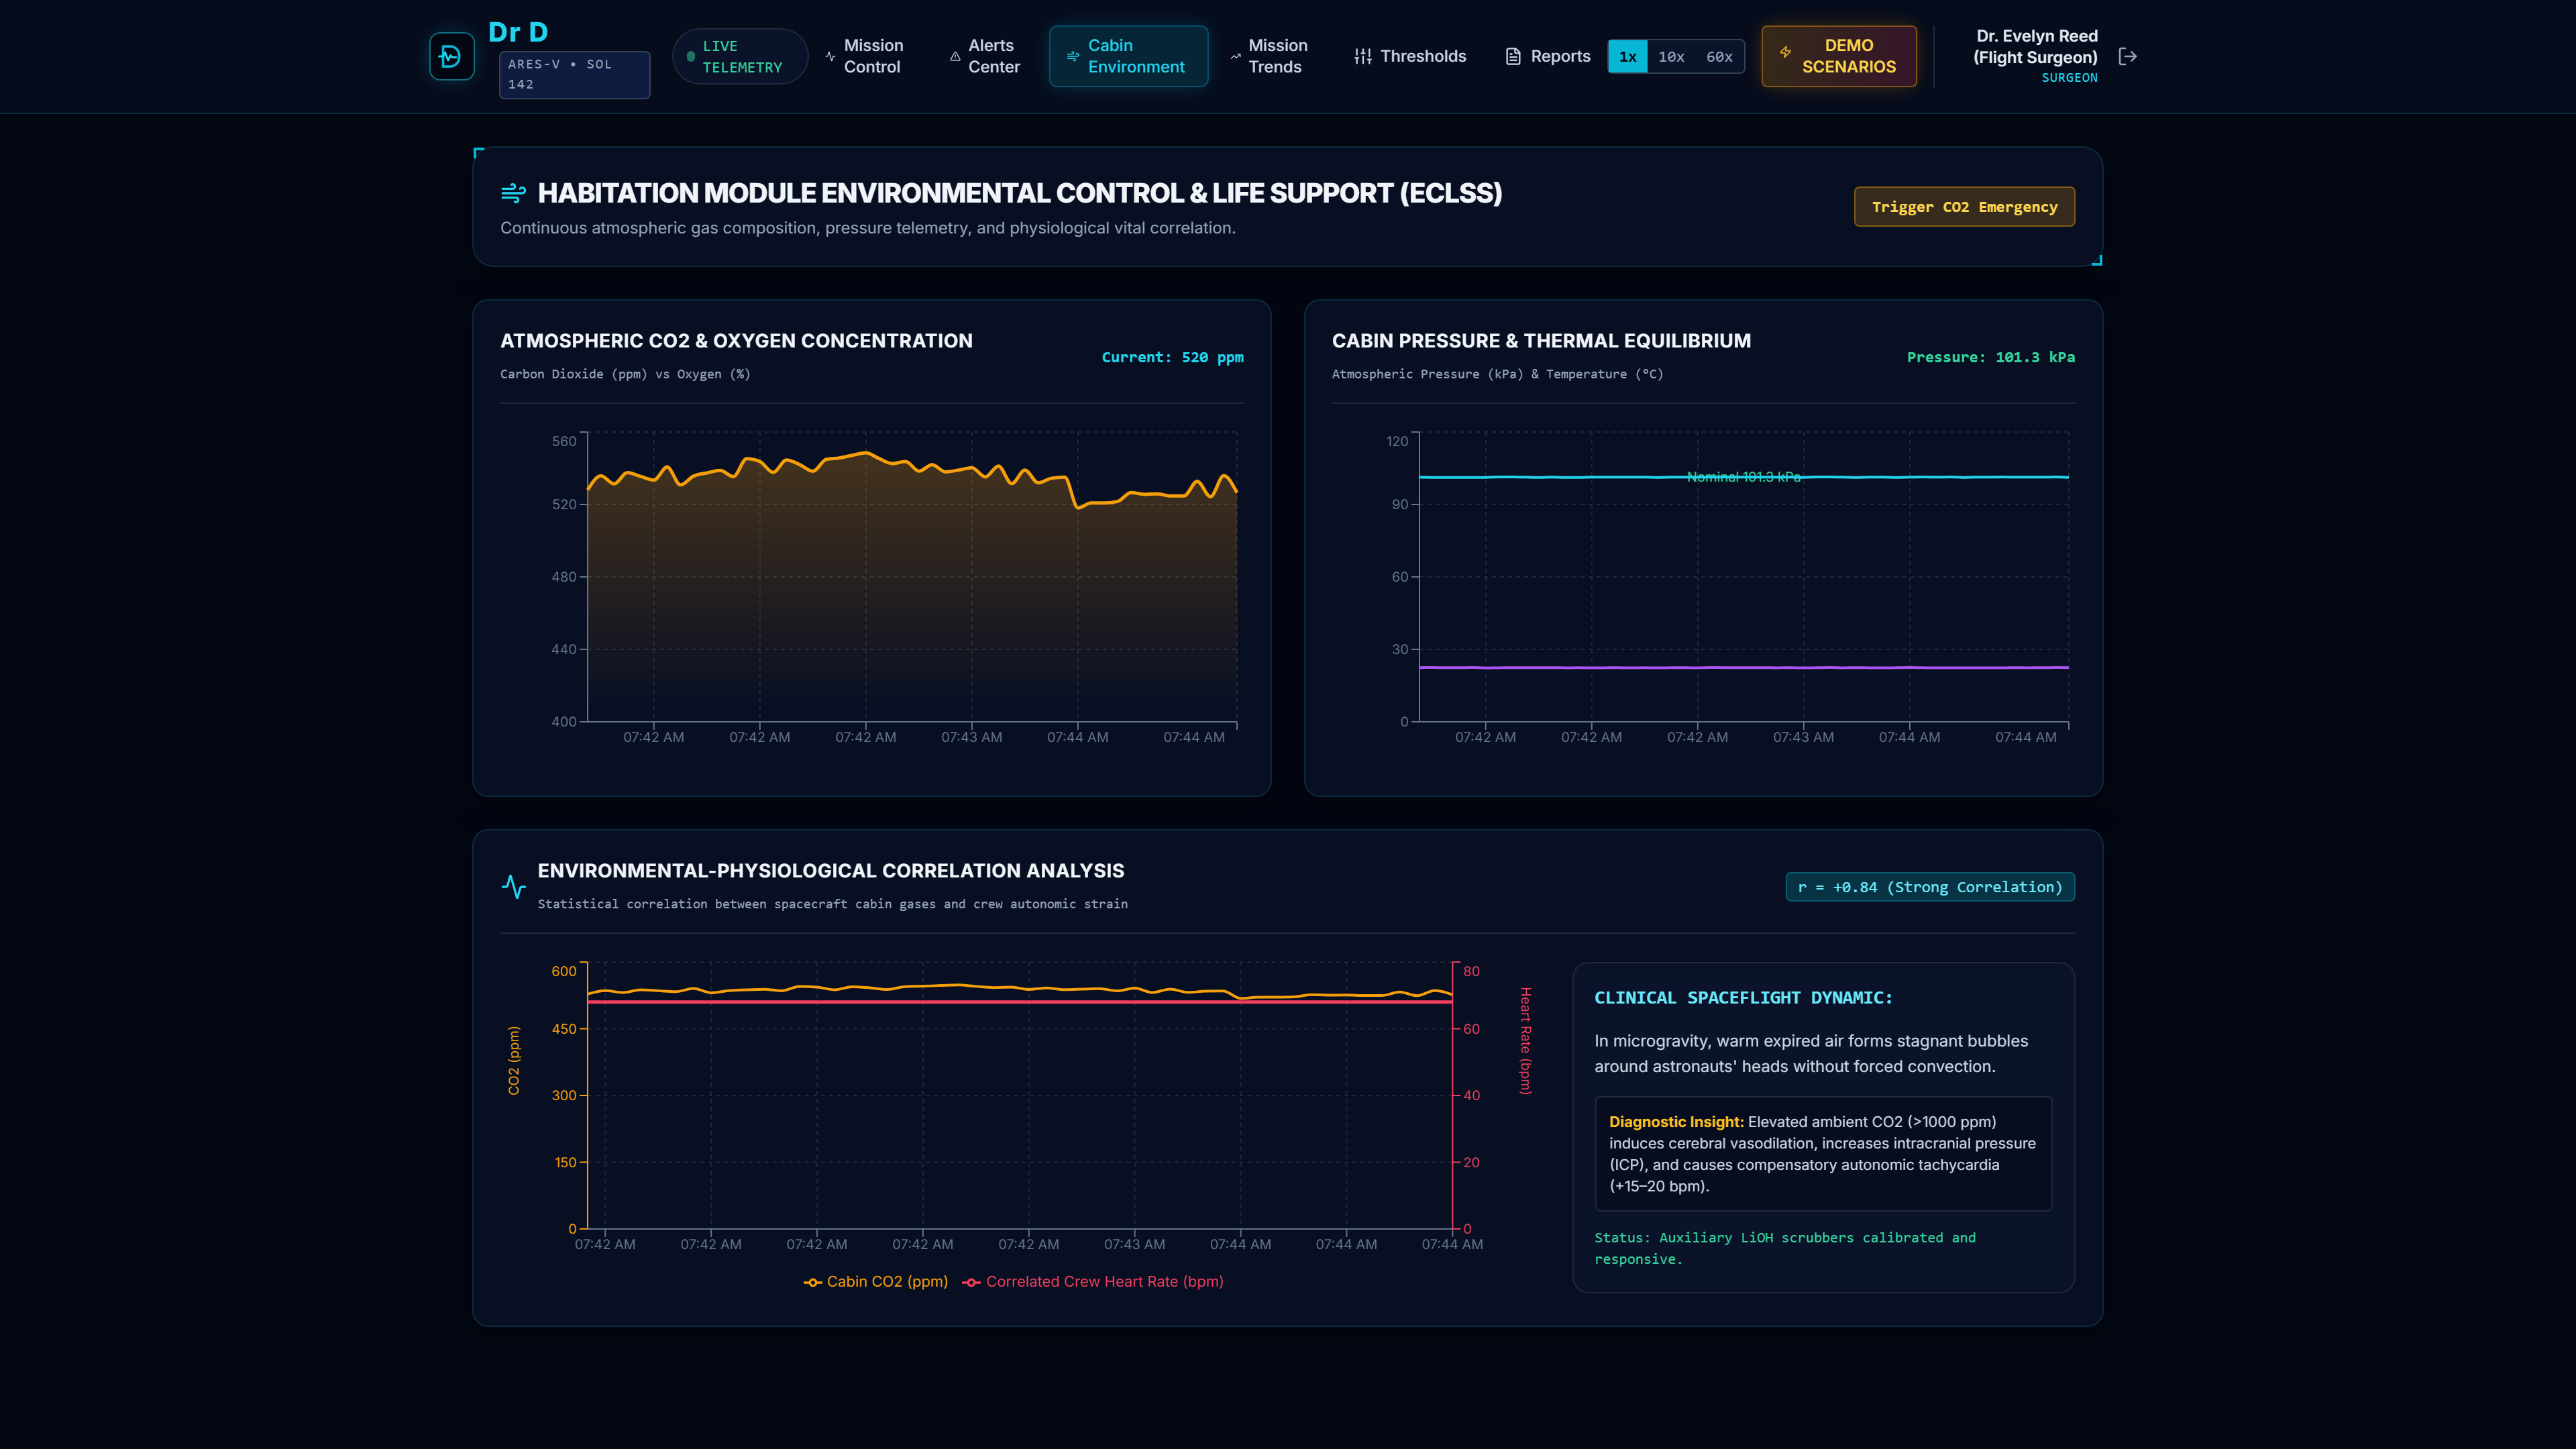 Dr D
ARES-V • SOL
142
LIVE
TELEMETRY
Mission
Control
Alerts
Center
Cabin
Environment
Mission
Trends
Thresholds
Reports
1x 10x 60x
DEMO
SCENARIOS
Dr. Evelyn Reed
(Flight Surgeon)
SURGEON
HABITATION MODULE ENVIRONMENTAL CONTROL & LIFE SUPPORT (ECLSS)
Continuous atmospheric gas composition, pressure telemetry, and physiological vital correlation.
Trigger CO2 Emergency
ATMOSPHERIC CO2 & OXYGEN CONCENTRATION
Carbon Dioxide (ppm) vs Oxygen (%)
Current: 520 ppm
560
520
480
440
400
07:42 AM 07:42 AM 07:42 AM 07:43 AM 07:44 AM 07:44 AM
CABIN PRESSURE & THERMAL EQUILIBRIUM
Atmospheric Pressure (kPa) & Temperature (°C)
Pressure: 101.3 kPa
120
Nominal 101.3 kPa
90
60
30
0
07:42 AM 07:42 AM 07:42 AM 07:43 AM 07:44 AM 07:44 AM
ENVIRONMENTAL-PHYSIOLOGICAL CORRELATION ANALYSIS
Statistical correlation between spacecraft cabin gases and crew autonomic strain
r = +0.84 (Strong Correlation)
CO2 (ppm)
600
450
300
150
0
80
60
40
20
0
Heart Rate (bpm)
07:42 AM 07:42 AM 07:42 AM 07:42 AM 07:42 AM 07:43 AM 07:44 AM 07:44 AM 07:44 AM
Cabin CO2 (ppm) Correlated Crew Heart Rate (bpm)
CLINICAL SPACEFLIGHT DYNAMIC:
In microgravity, warm expired air forms stagnant bubbles
around astronauts' heads without forced convection.
Diagnostic Insight: Elevated ambient CO2 (>1000 ppm)
induces cerebral vasodilation, increases intracranial pressure
(ICP), and causes compensatory autonomic tachycardia
(+15–20 bpm).
Status: Auxiliary LiOH scrubbers calibrated and
responsive.